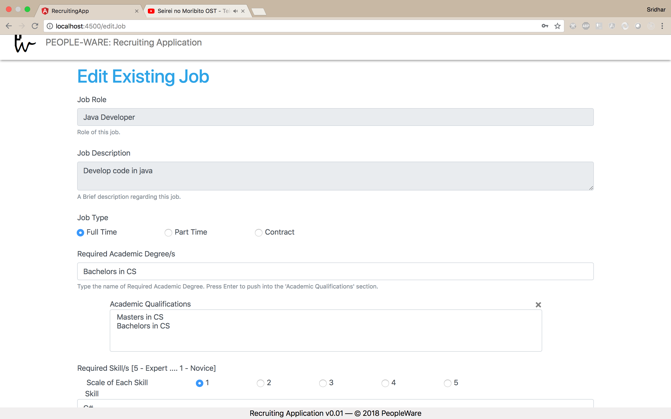 RecruitingApp
Seirei no Moribito OST - To
Sridhar
localhost:4500/editJob
PEOPLE-WARE: Recruiting Application
Edit Existing Job
Job Role
Java Developer
Role of this job.
Job Description
Develop code in java
A Brief description regarding this job.
Job Type
Full Time Part Time Contract
Required Academic Degree/s
Bachelors in CS
Type the name of Required Academic Degree. Press Enter to push into the 'Academic Qualifications' section.
Academic Qualifications
Masters in CS
Bachelors in CS
Required Skill/s [5 - Expert .... 1 - Novice]
Scale of Each Skill 1 2 3 4 5
Skill
C#
Recruiting Application v0.01 — © 2018 PeopleWare